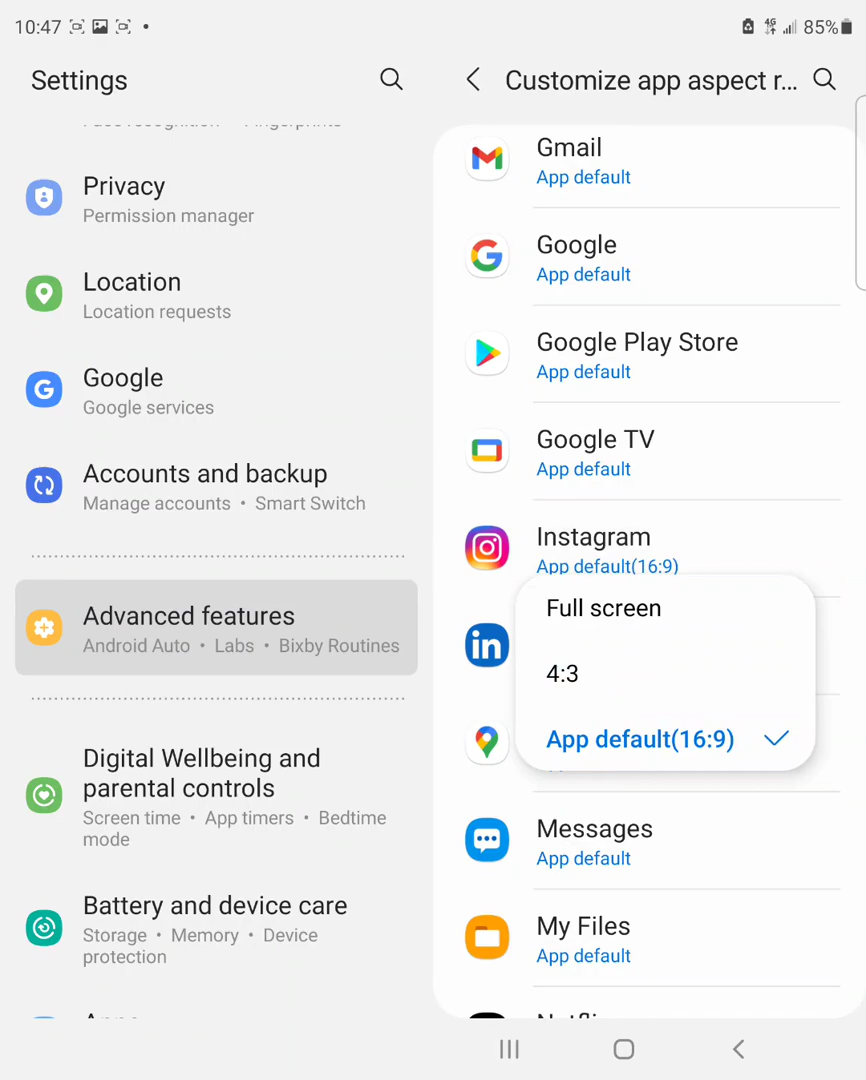 10:47
4G
85%
Settings
Privacy
Permission manager
Location
Location requests
Google
Google services
Accounts and backup
Manage accounts • Smart Switch
Advanced features
Android Auto • Labs • Bixby Routines
Digital Wellbeing and
parental controls
Screen time • App timers • Bedtime
mode
Battery and device care
Storage • Memory • Device
protection
Customize app aspect r...
Gmail
App default
Google
App default
Google Play Store
App default
Google TV
App default
Instagram
App default(16:9)
Full screen
4:3
App default(16:9)
Messages
App default
My Files
App default